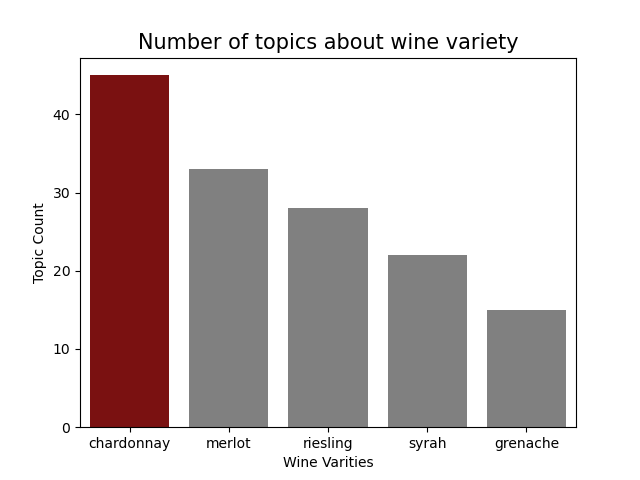 Number of topics about wine variety
Topic Count
40
30
20
10
0
chardonnay merlot riesling syrah grenache
Wine Varities